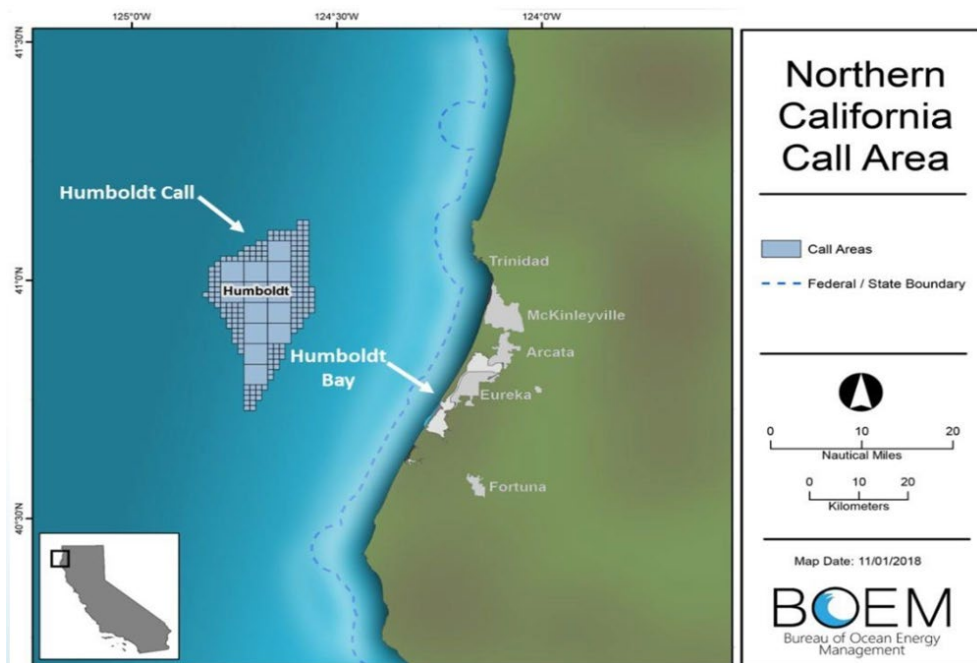 125°0'W
124°30'W
124°0'W
41°30'N
Humboldt Call
41°0'N
Humboldt
Trinidad
McKinleyville
Humboldt
Bay
Arcata
Eureka
Fortuna
40°30'N
Northern
California
Call Area
Call Areas
Federal / State Boundary
0 10 20
Nautical Miles
0 10 20
Kilometers
Map Date: 11/01/2018
BOEM
Bureau of Ocean Energy
Management